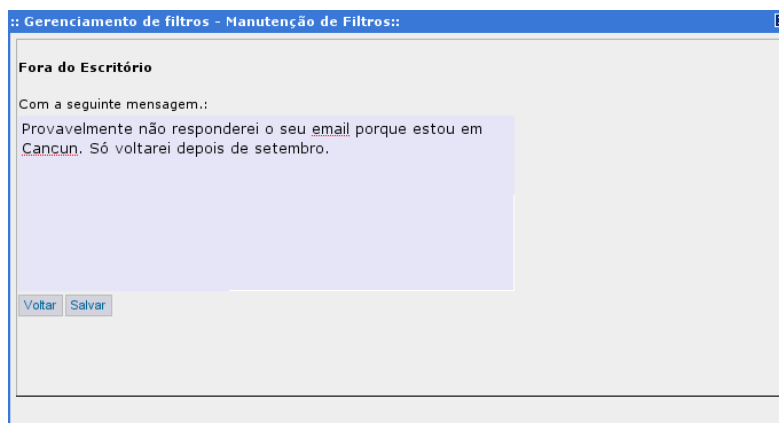 :: Gerenciamento de filtros - Manutenção de Filtros::
Fora do Escritório
Com a seguinte mensagem.:
Provavelmente não responderei o seu email porque estou em
Cancun. Só voltarei depois de setembro.
Voltar Salvar